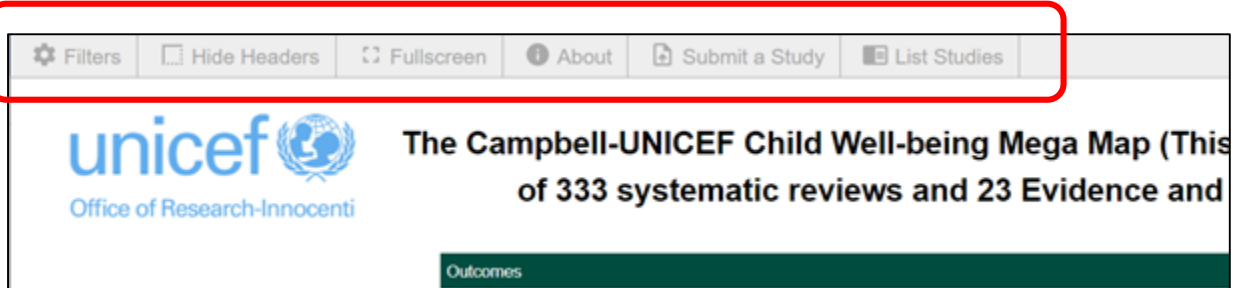 Filters Hide Headers Fullscreen About Submit a Study List Studies
unicef
Office of Research-Innocenti
The Campbell-UNICEF Child Well-being Mega Map (This
of 333 systematic reviews and 23 Evidence and
Outcomes